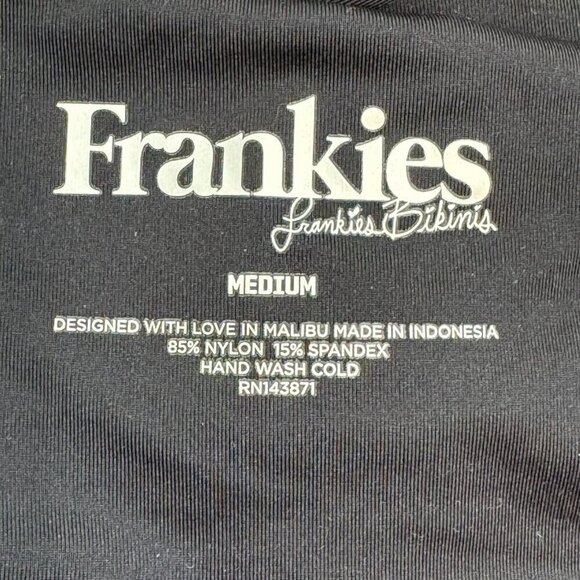 Frankies
Frankies Bikinis
MEDIUM
DESIGNED WITH LOVE IN MALIBU MADE IN INDONESIA
85% NYLON 15% SPANDEX
HAND WASH COLD
RN143871